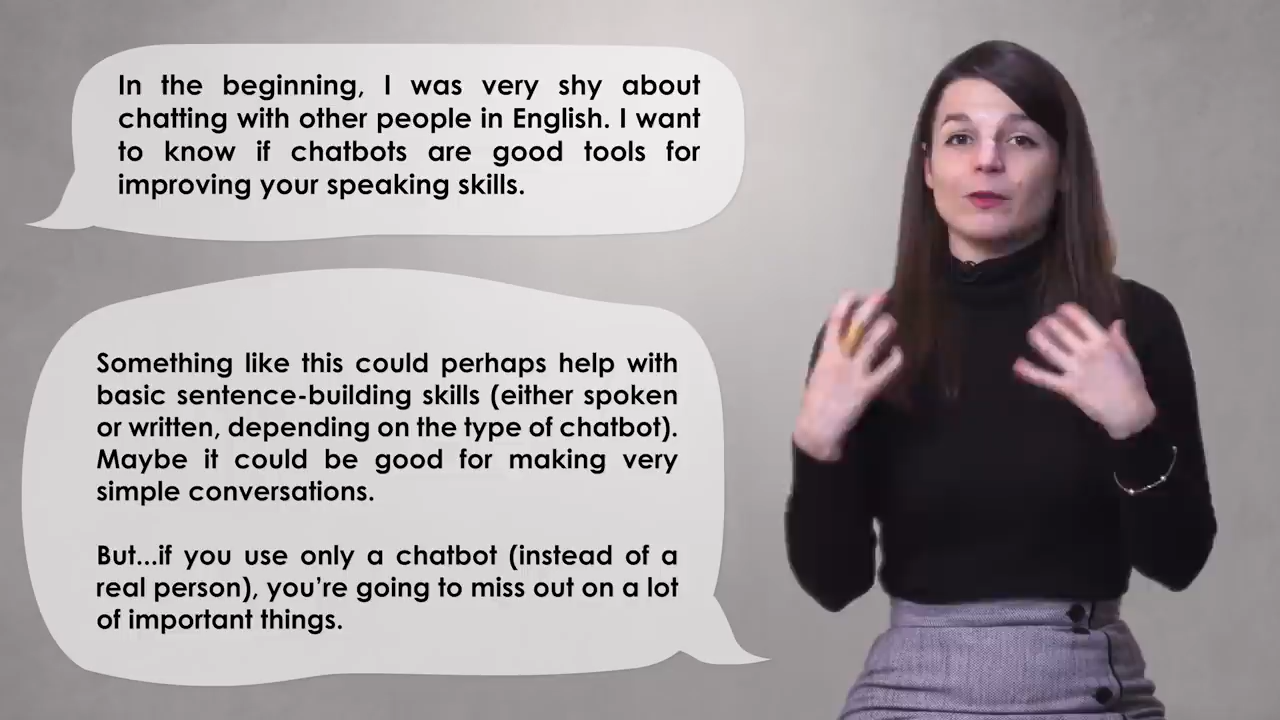 In the beginning, I was very shy about
chatting with other people in English. I want
to know if chatbots are good tools for
improving your speaking skills.
Something like this could perhaps help with
basic sentence-building skills (either spoken
or written, depending on the type of chatbot).
Maybe it could be good for making very
simple conversations.
But...if you use only a chatbot (instead of a
real person), you're going to miss out on a lot
of important things.